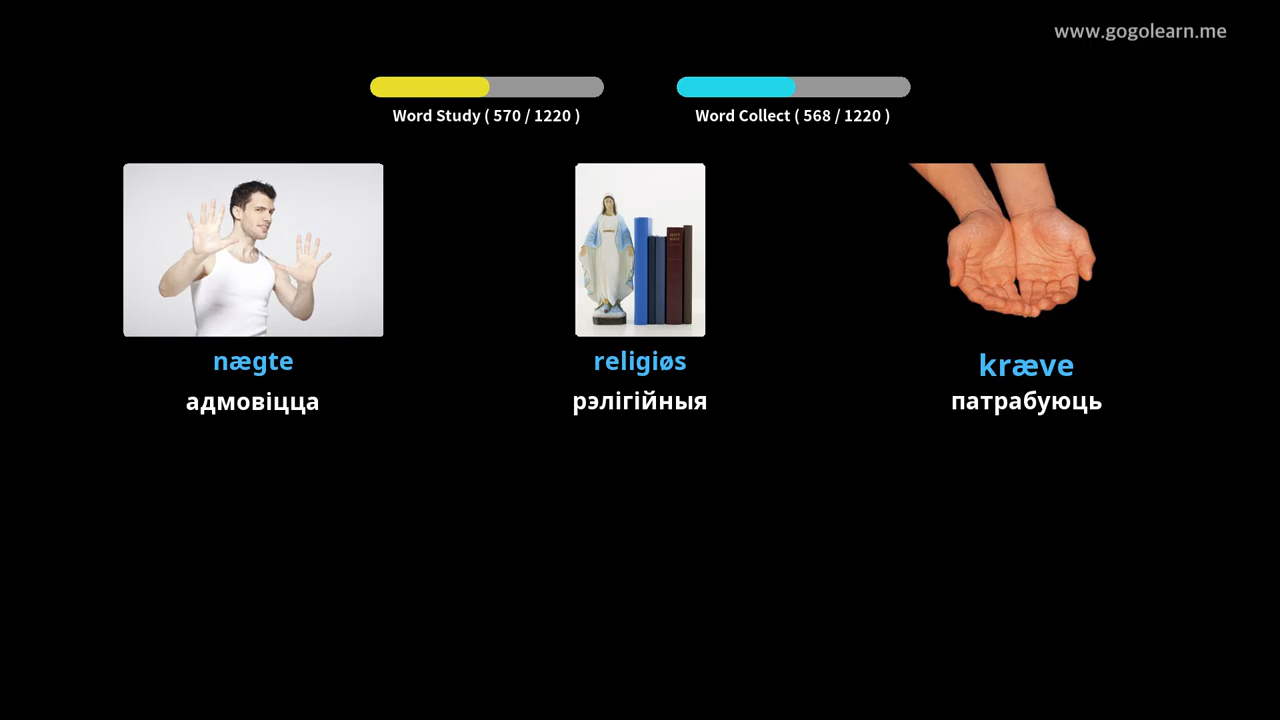 www.gogolearn.me
Word Study ( 570 / 1220 )
Word Collect ( 568 / 1220 )
nægte
religiøs
kræve
адмовіцца
рэлігійныя
патрабуюць